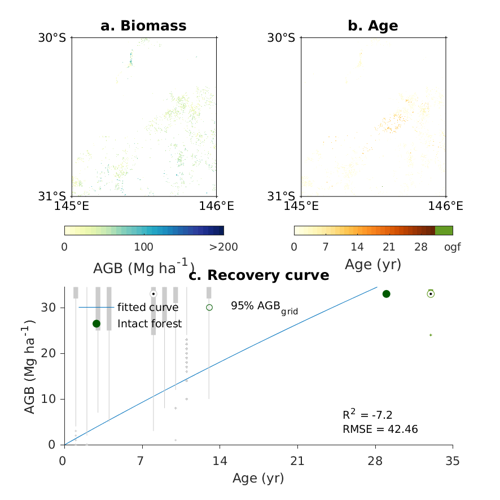 a. Biomass
b. Age
30°S
30°S
31°S
31°S
145°E
146°E
145°E
146°E
0
100
>200
0
7
14
21
28
ogf
AGB (Mg ha⁻¹)
Age (yr)
c. Recovery curve
30
20
10
0
AGB (Mg ha⁻¹)
fitted curve
95% AGB_grid
Intact forest
R² = -7.2
RMSE = 42.46
0
7
14
21
28
35
Age (yr)